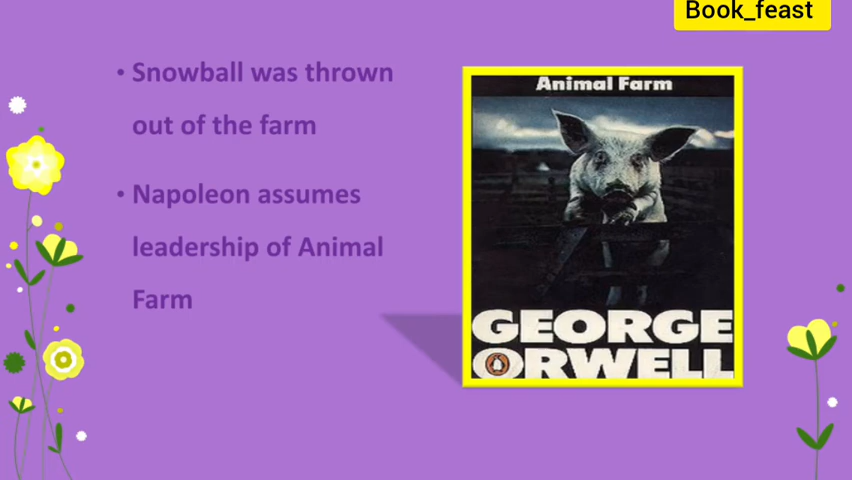 Book_feast
• Snowball was thrown
out of the farm
• Napoleon assumes
leadership of Animal
Farm
Animal Farm
GEORGE
ORWELL